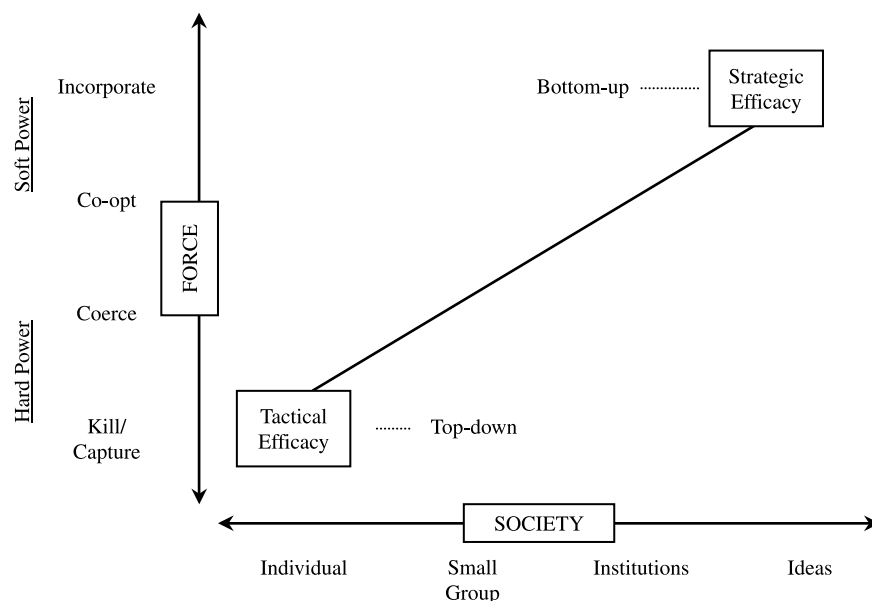 Incorporate
Soft Power
Co-opt
FORCE
Coerce
Hard Power
Kill/
Capture
Bottom-up
Strategic
Efficacy
Tactical
Efficacy
Top-down
SOCIETY
Individual
Small
Group
Institutions
Ideas